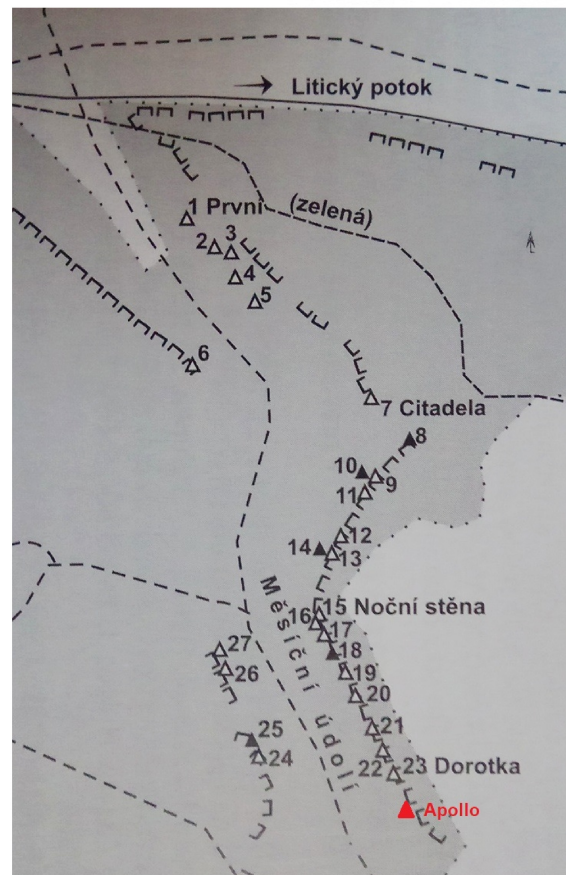 Litický potok
1 První
(zelená)
2
3
4
5
6
7 Citadela
8
10
9
11
12
14
13
Měsíční údolí
15 Noční stěna
16
17
18
27
19
26
20
21
25
24
22
23 Dorotka
Apollo